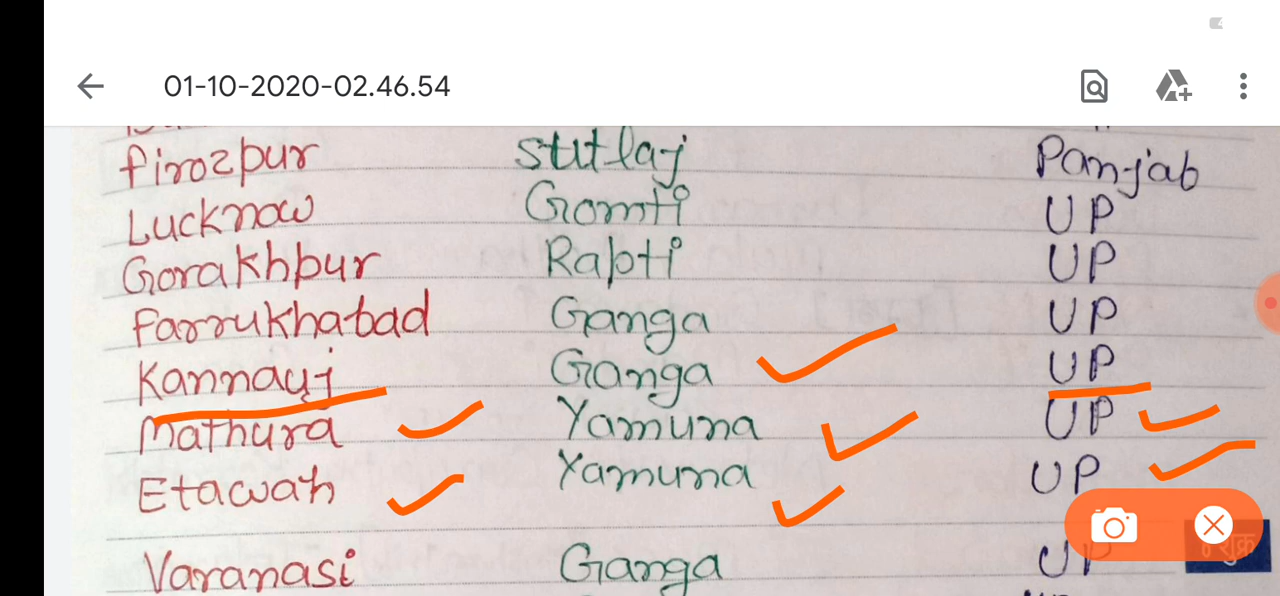 01-10-2020-02.46.54
firozpur Stutlaj Panjab
Lucknow Gomti UP
Gorakhpur Rapti UP
Farrukhabad Ganga UP
Kannauj Ganga UP
Mathura Yamuna UP
Etawah Yamuna UP
Varanasi Ganga UP